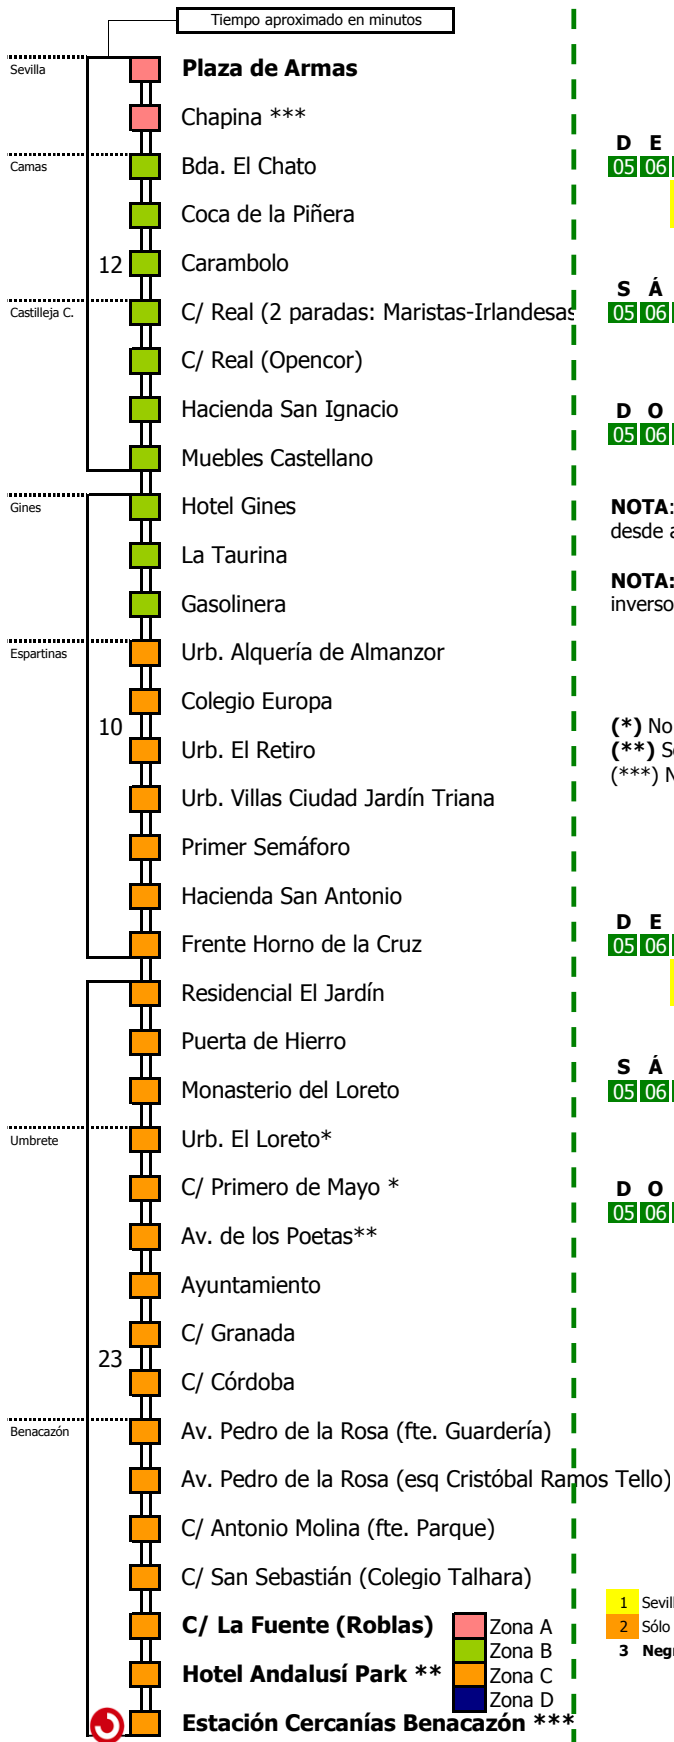 Tiempo aproximado en minutos
Sevilla
Plaza de Armas
Chapina ***
Camas
Bda. El Chato
Coca de la Piñera
12
Carambolo
Castilleja C.
C/ Real (2 paradas: Maristas-Irlandesas
C/ Real (Opencor)
Hacienda San Ignacio
Muebles Castellano
Gines
Hotel Gines
La Taurina
Gasolinera
Espartinas
Urb. Alquería de Almanzor
Colegio Europa
10
Urb. El Retiro
Urb. Villas Ciudad Jardín Triana
Primer Semáforo
Hacienda San Antonio
Frente Horno de la Cruz
Residencial El Jardín
Puerta de Hierro
Monasterio del Loreto
Umbrete
Urb. El Loreto*
C/ Primero de Mayo *
Av. de los Poetas**
Ayuntamiento
C/ Granada
23
C/ Córdoba
Benacazón
Av. Pedro de la Rosa (fte. Guardería)
Av. Pedro de la Rosa (esq Cristóbal Ramos Tello)
C/ Antonio Molina (fte. Parque)
C/ San Sebastián (Colegio Talhara)
C/ La Fuente (Roblas)
Hotel Andalusí Park **
Estación Cercanías Benacazón ***
Zona A
Zona B
Zona C
Zona D
D E
05 06
S Á
05 06
D O
05 06
NOTA:
desde a
NOTA:
inverso
(*) No
(**) S
(***) N
D E
05 06
S Á
05 06
D O
05 06
1 Sevill
2 Sólo
3 Negr